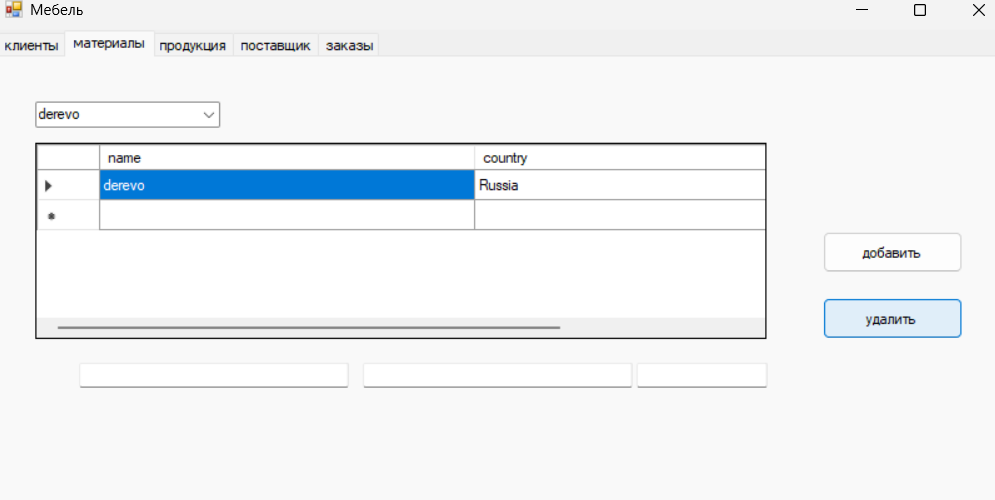 Мебель
клиенты материалы продукция поставщик заказы
derevo
name country
derevo Russia
добавить
удалить